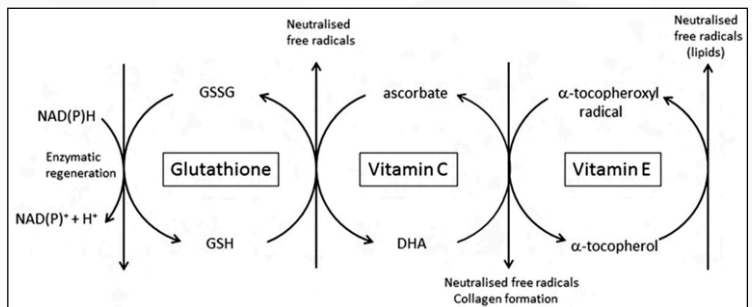 Neutralised
free radicals
Neutralised
free radicals
(lipids)
GSSG
ascorbate
α-tocopheroxyl
radical
NAD(P)H
Enzymatic
regeneration
Glutathione
Vitamin C
Vitamin E
NAD(P)⁺ + H⁺
GSH
DHA
α-tocopherol
Neutralised free radicals
Collagen formation